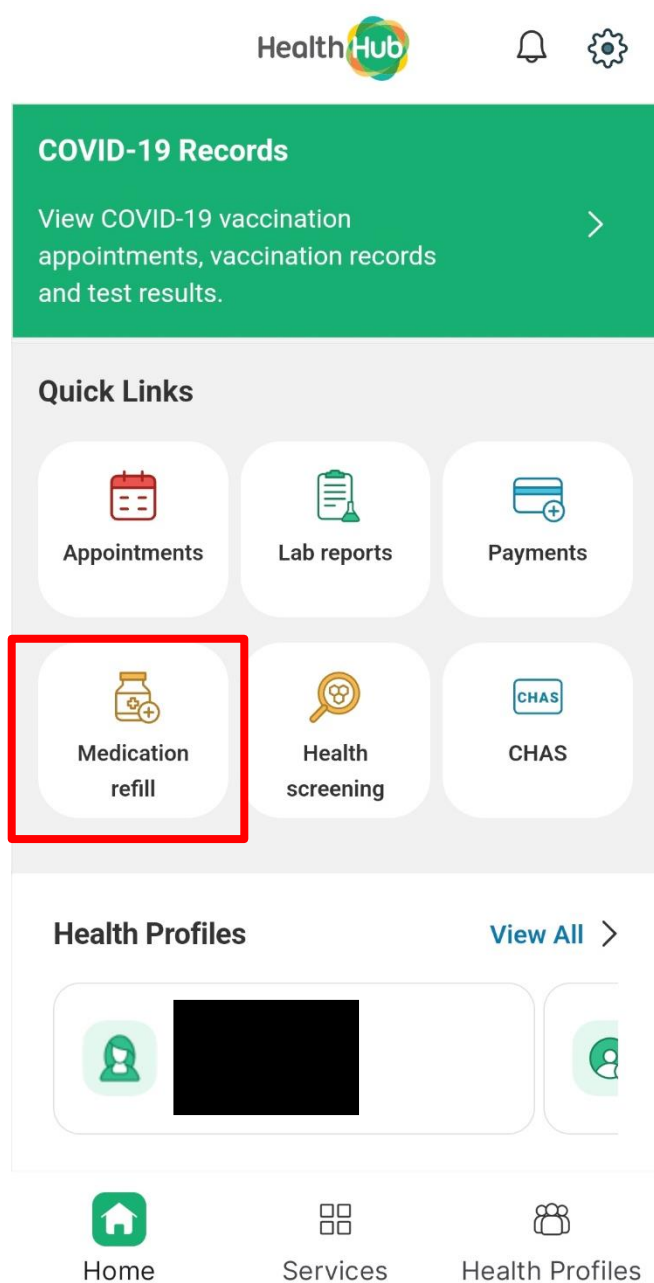 HealthHub
COVID-19 Records
View COVID-19 vaccination
appointments, vaccination records
and test results.
Quick Links
Appointments
Lab reports
Payments
Medication
refill
Health
screening
CHAS
CHAS
Health Profiles
View All
Home
Services
Health Profiles